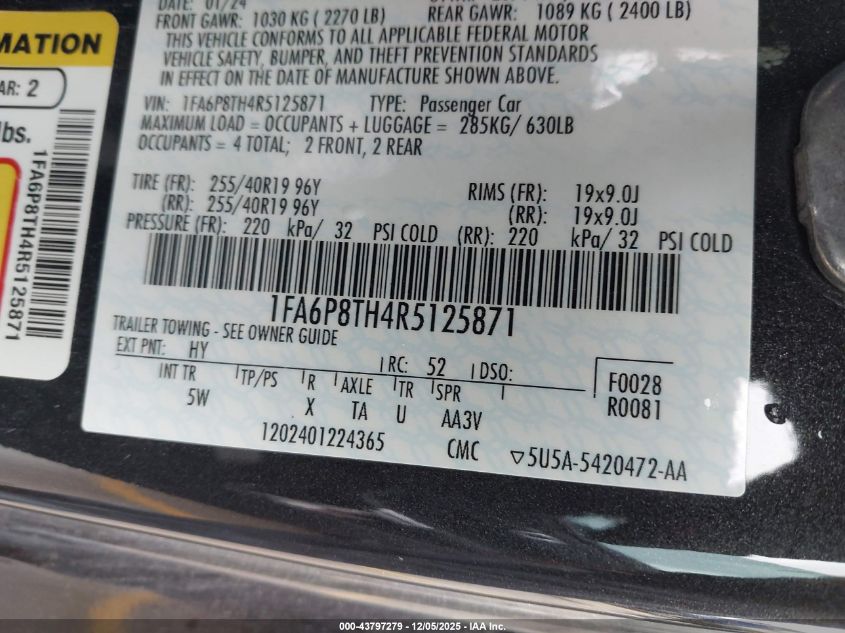 DATE: 01/24
FRONT GAWR: 1030 KG ( 2270 LB) REAR GAWR: 1089 KG ( 2400 LB)
THIS VEHICLE CONFORMS TO ALL APPLICABLE FEDERAL MOTOR
VEHICLE SAFETY, BUMPER, AND THEFT PREVENTION STANDARDS
IN EFFECT ON THE DATE OF MANUFACTURE SHOWN ABOVE.
VIN: 1FA6P8TH4R5125871 TYPE: Passenger Car
MAXIMUM LOAD = OCCUPANTS + LUGGAGE = 285KG/ 630LB
OCCUPANTS = 4 TOTAL; 2 FRONT, 2 REAR
TIRE (FR): 255/40R19 96Y RIMS (FR): 19x9.0J
(RR): 255/40R19 96Y (RR): 19x9.0J
PRESSURE (FR): 220 kPa/ 32 PSI COLD (RR): 220 kPa/ 32 PSI COLD
1FA6P8TH4R5125871
TRAILER TOWING - SEE OWNER GUIDE
EXT PNT: HY RC: 52 DSO:
INT TR TP/PS R AXLE TR SPR
5W X TA U AA3V
F0028
R0081
1202401224365 CMC ▽5U5A-5420472-AA
MATION
AR: 2
lbs.
1FA6P8TH4R5125871
000-43797279 - 12/05/2025 - IAA Inc.